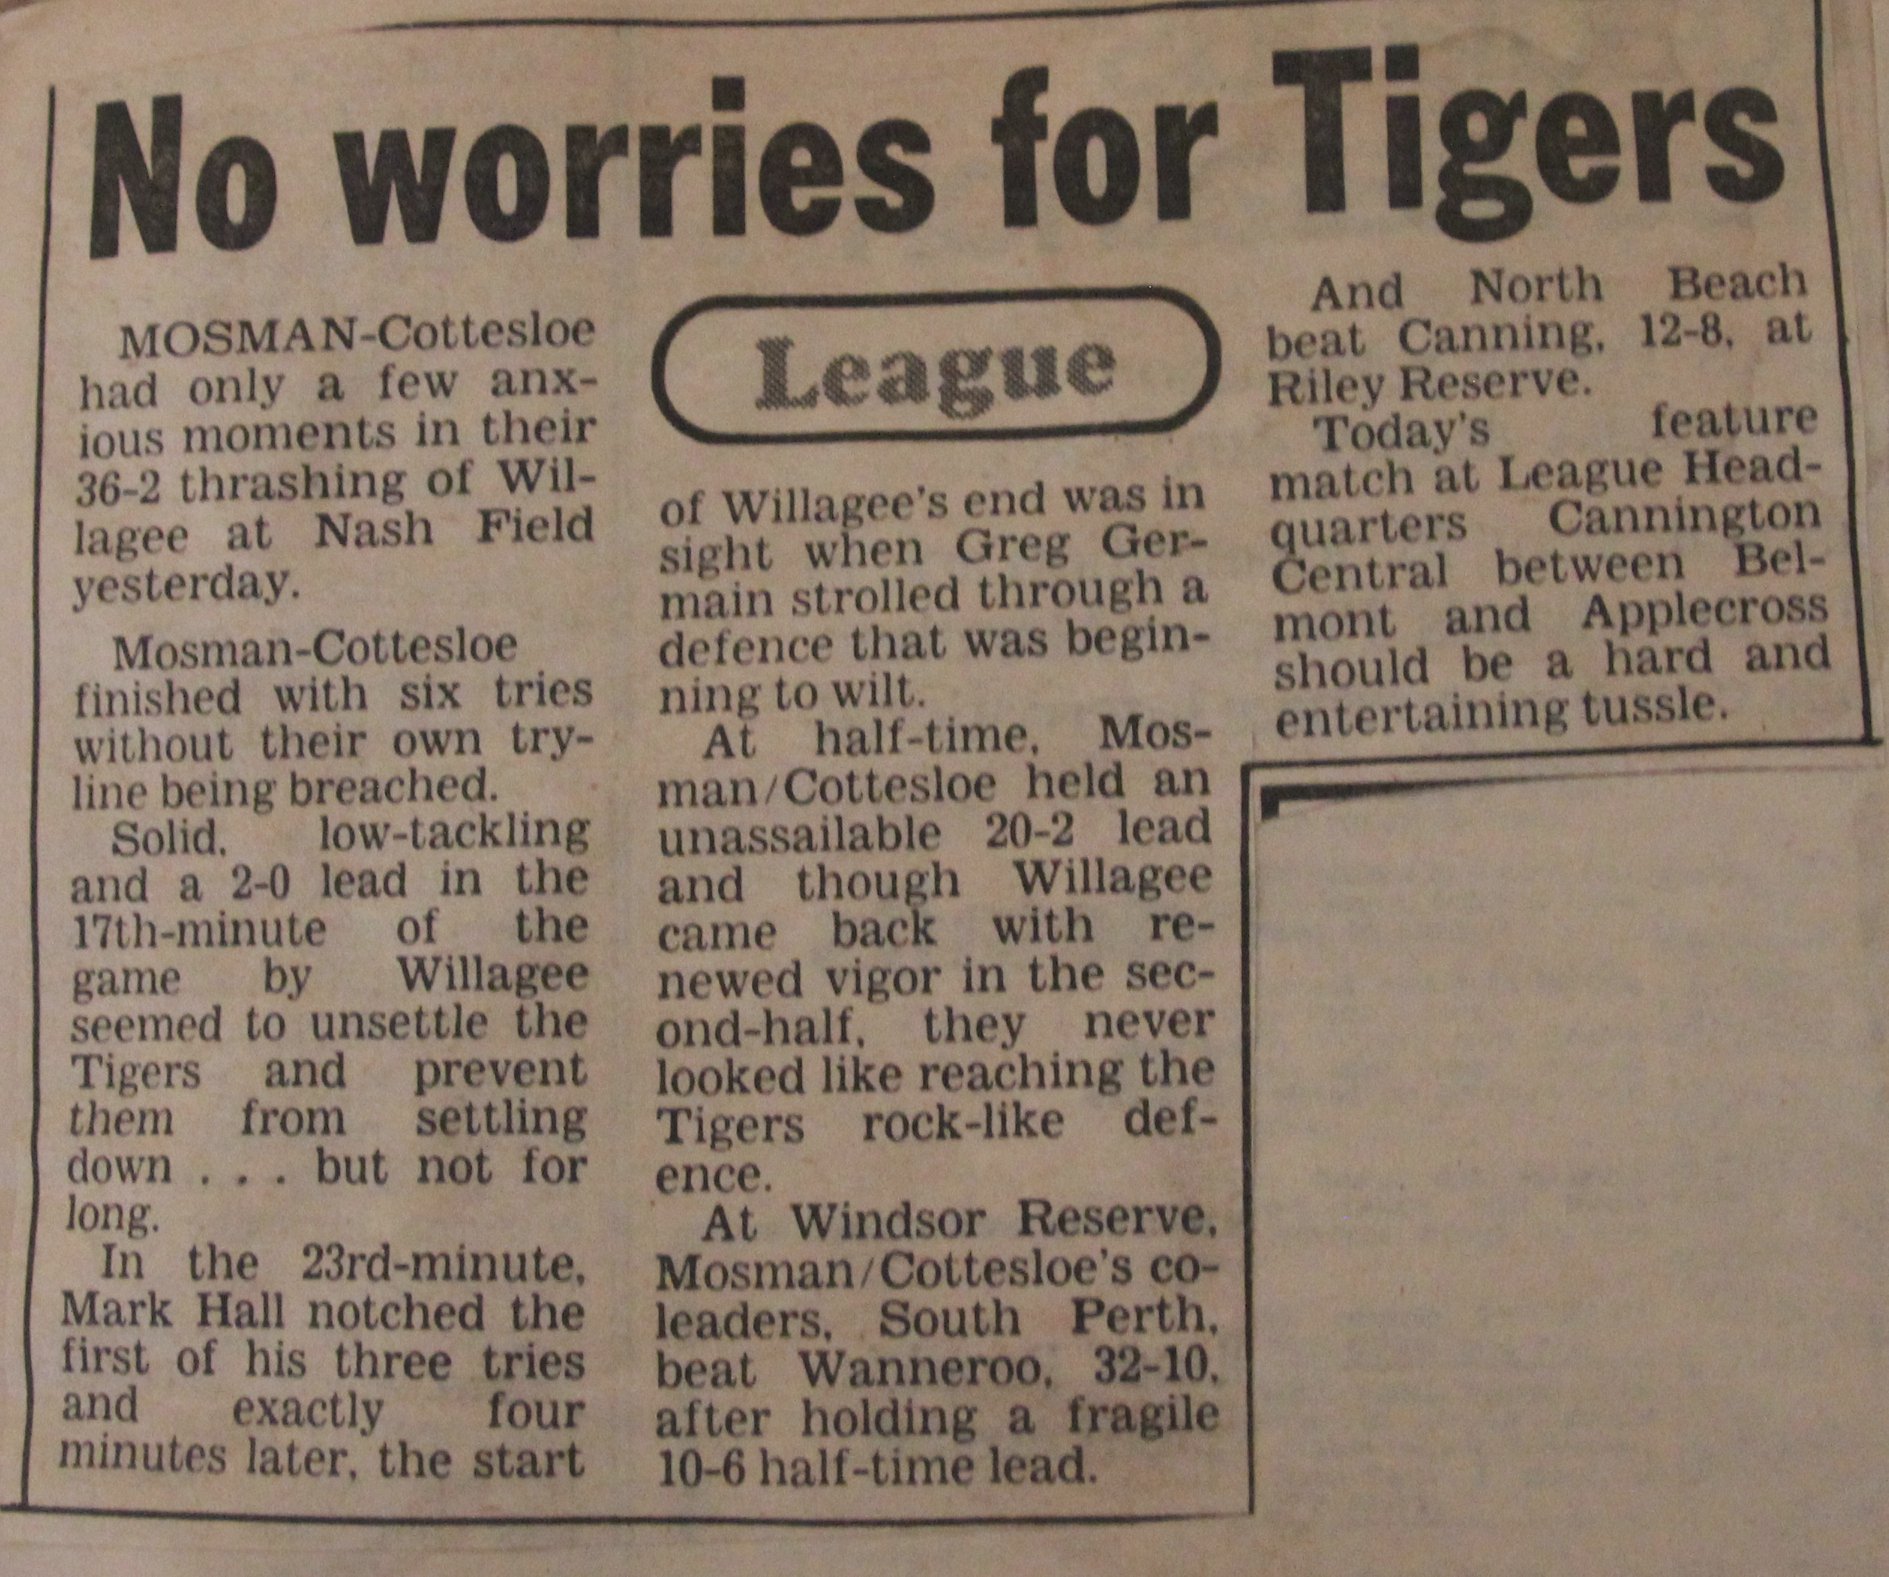 No worries for Tigers
MOSMAN-Cottesloe
had only a few anx-
ious moments in their
36-2 thrashing of Wil-
lagee at Nash Field
yesterday.
Mosman-Cottesloe
finished with six tries
without their own try-
line being breached.
Solid, low-tackling
and a 2-0 lead in the
17th-minute of the
game by Willagee
seemed to unsettle the
Tigers and prevent
them from settling
down . . . but not for
long.
In the 23rd-minute,
Mark Hall notched the
first of his three tries
and exactly four
minutes later, the start
League
of Willagee's end was in
sight when Greg Ger-
main strolled through a
defence that was begin-
ning to wilt.
At half-time, Mos-
man/Cottesloe held an
unassailable 20-2 lead
and though Willagee
came back with re-
newed vigor in the sec-
ond-half, they never
looked like reaching the
Tigers rock-like def-
ence.
At Windsor Reserve,
Mosman/Cottesloe's co-
leaders, South Perth,
beat Wanneroo, 32-10,
after holding a fragile
10-6 half-time lead.
And North Beach
beat Canning, 12-8, at
Riley Reserve.
Today's feature
match at League Head-
quarters Cannington
Central between Bel-
mont and Applecross
should be a hard and
entertaining tussle.